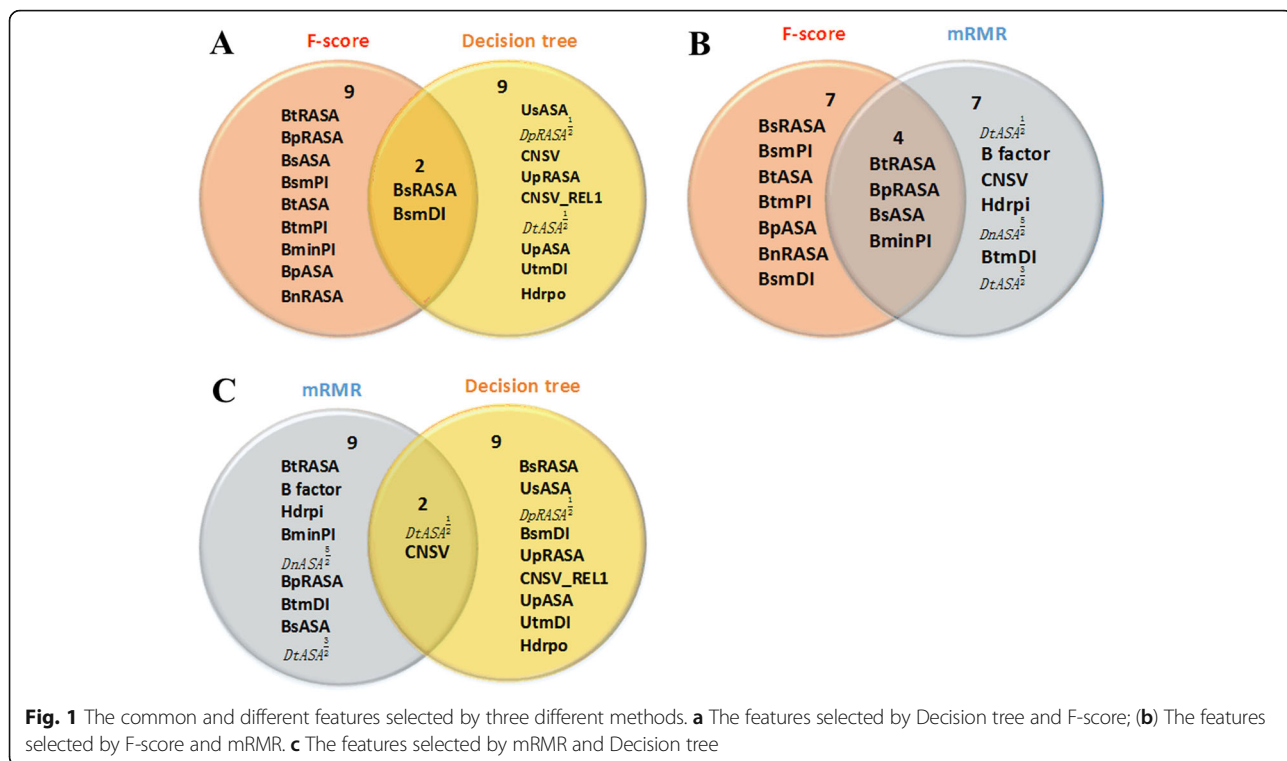 A
F-score
Decision tree
9
BtRASA
BpRASA
BsASA
BsmPI
BtASA
BtmPI
BminPI
BpASA
BnRASA
2
BsRASA
BsmDI
9
UsASA
DpRASA^{1/2}
CNSV
UpRASA
CNSV_REL1
DtASA^{1/2}
UpASA
UtmDI
Hdrpo
B
F-score
mRMR
7
BsRASA
BsmPI
BtASA
BtmPI
BpASA
BnRASA
BsmDI
4
BtRASA
BpRASA
BsASA
BminPI
7
DtASA^{1/2}
B factor
CNSV
Hdrpi
DnASA^{5/2}
BtmDI
DtASA^{3/2}
C
mRMR
Decision tree
9
BtRASA
B factor
Hdrpi
BminPI
DnASA^{5/2}
BpRASA
BtmDI
BsASA
DtASA^{3/2}
2
DtASA^{1/2}
CNSV
9
BsRASA
UsASA
DpRASA^{1/2}
BsmDI
UpRASA
CNSV_REL1
UpASA
UtmDI
Hdrpo
Fig. 1 The common and different features selected by three different methods. a The features selected by Decision tree and F-score; (b) The features
selected by F-score and mRMR. c The features selected by mRMR and Decision tree